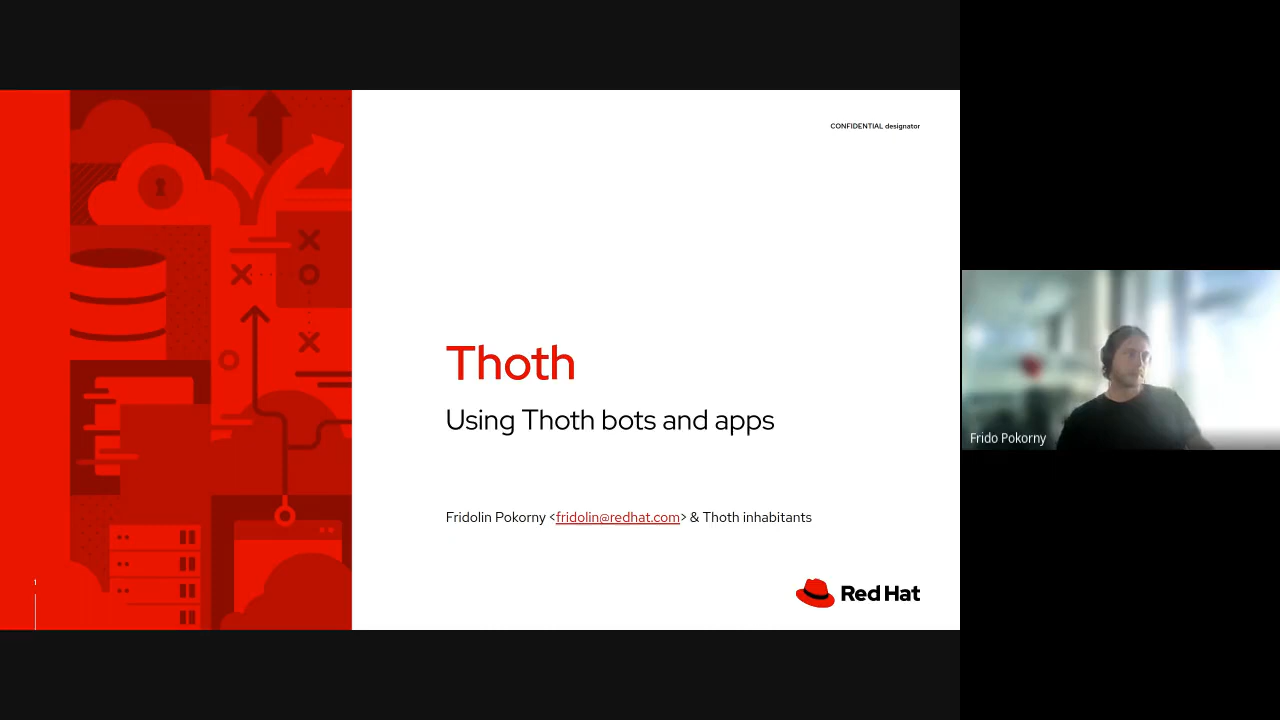 CONFIDENTIAL designator
Thoth
Using Thoth bots and apps
Fridolin Pokorny <fridolin@redhat.com> & Thoth inhabitants
1
Red Hat
Frido Pokorny